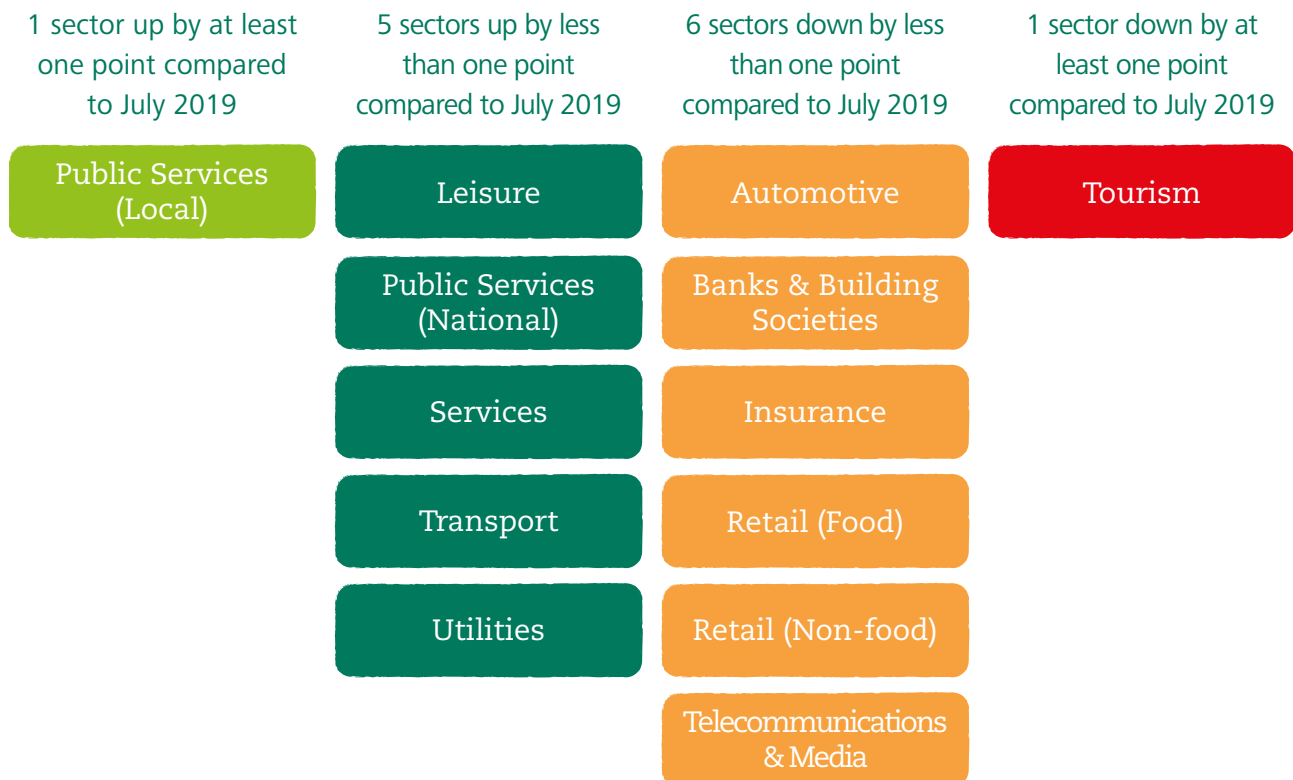 1 sector up by at least
one point compared
to July 2019
Public Services
(Local)
5 sectors up by less
than one point
compared to July 2019
Leisure
Public Services
(National)
Services
Transport
Utilities
6 sectors down by less
than one point
compared to July 2019
Automotive
Banks & Building
Societies
Insurance
Retail (Food)
Retail (Non-food)
Telecommunications
& Media
1 sector down by at
least one point
compared to July 2019
Tourism